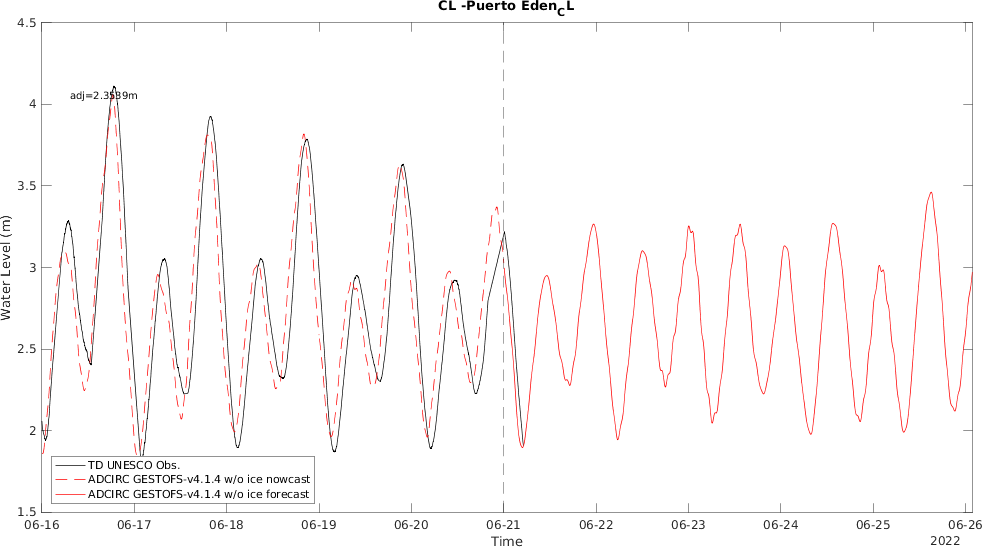 CL -Puerto Eden_CL
4.5
4
3.5
3
2.5
2
1.5
Water Level (m)
adj=2.3539m
TD UNESCO Obs.
ADCIRC GESTOFS-v4.1.4 w/o ice nowcast
ADCIRC GESTOFS-v4.1.4 w/o ice forecast
06-16 06-17 06-18 06-19 06-20 06-21 06-22 06-23 06-24 06-25 06-26
Time
2022